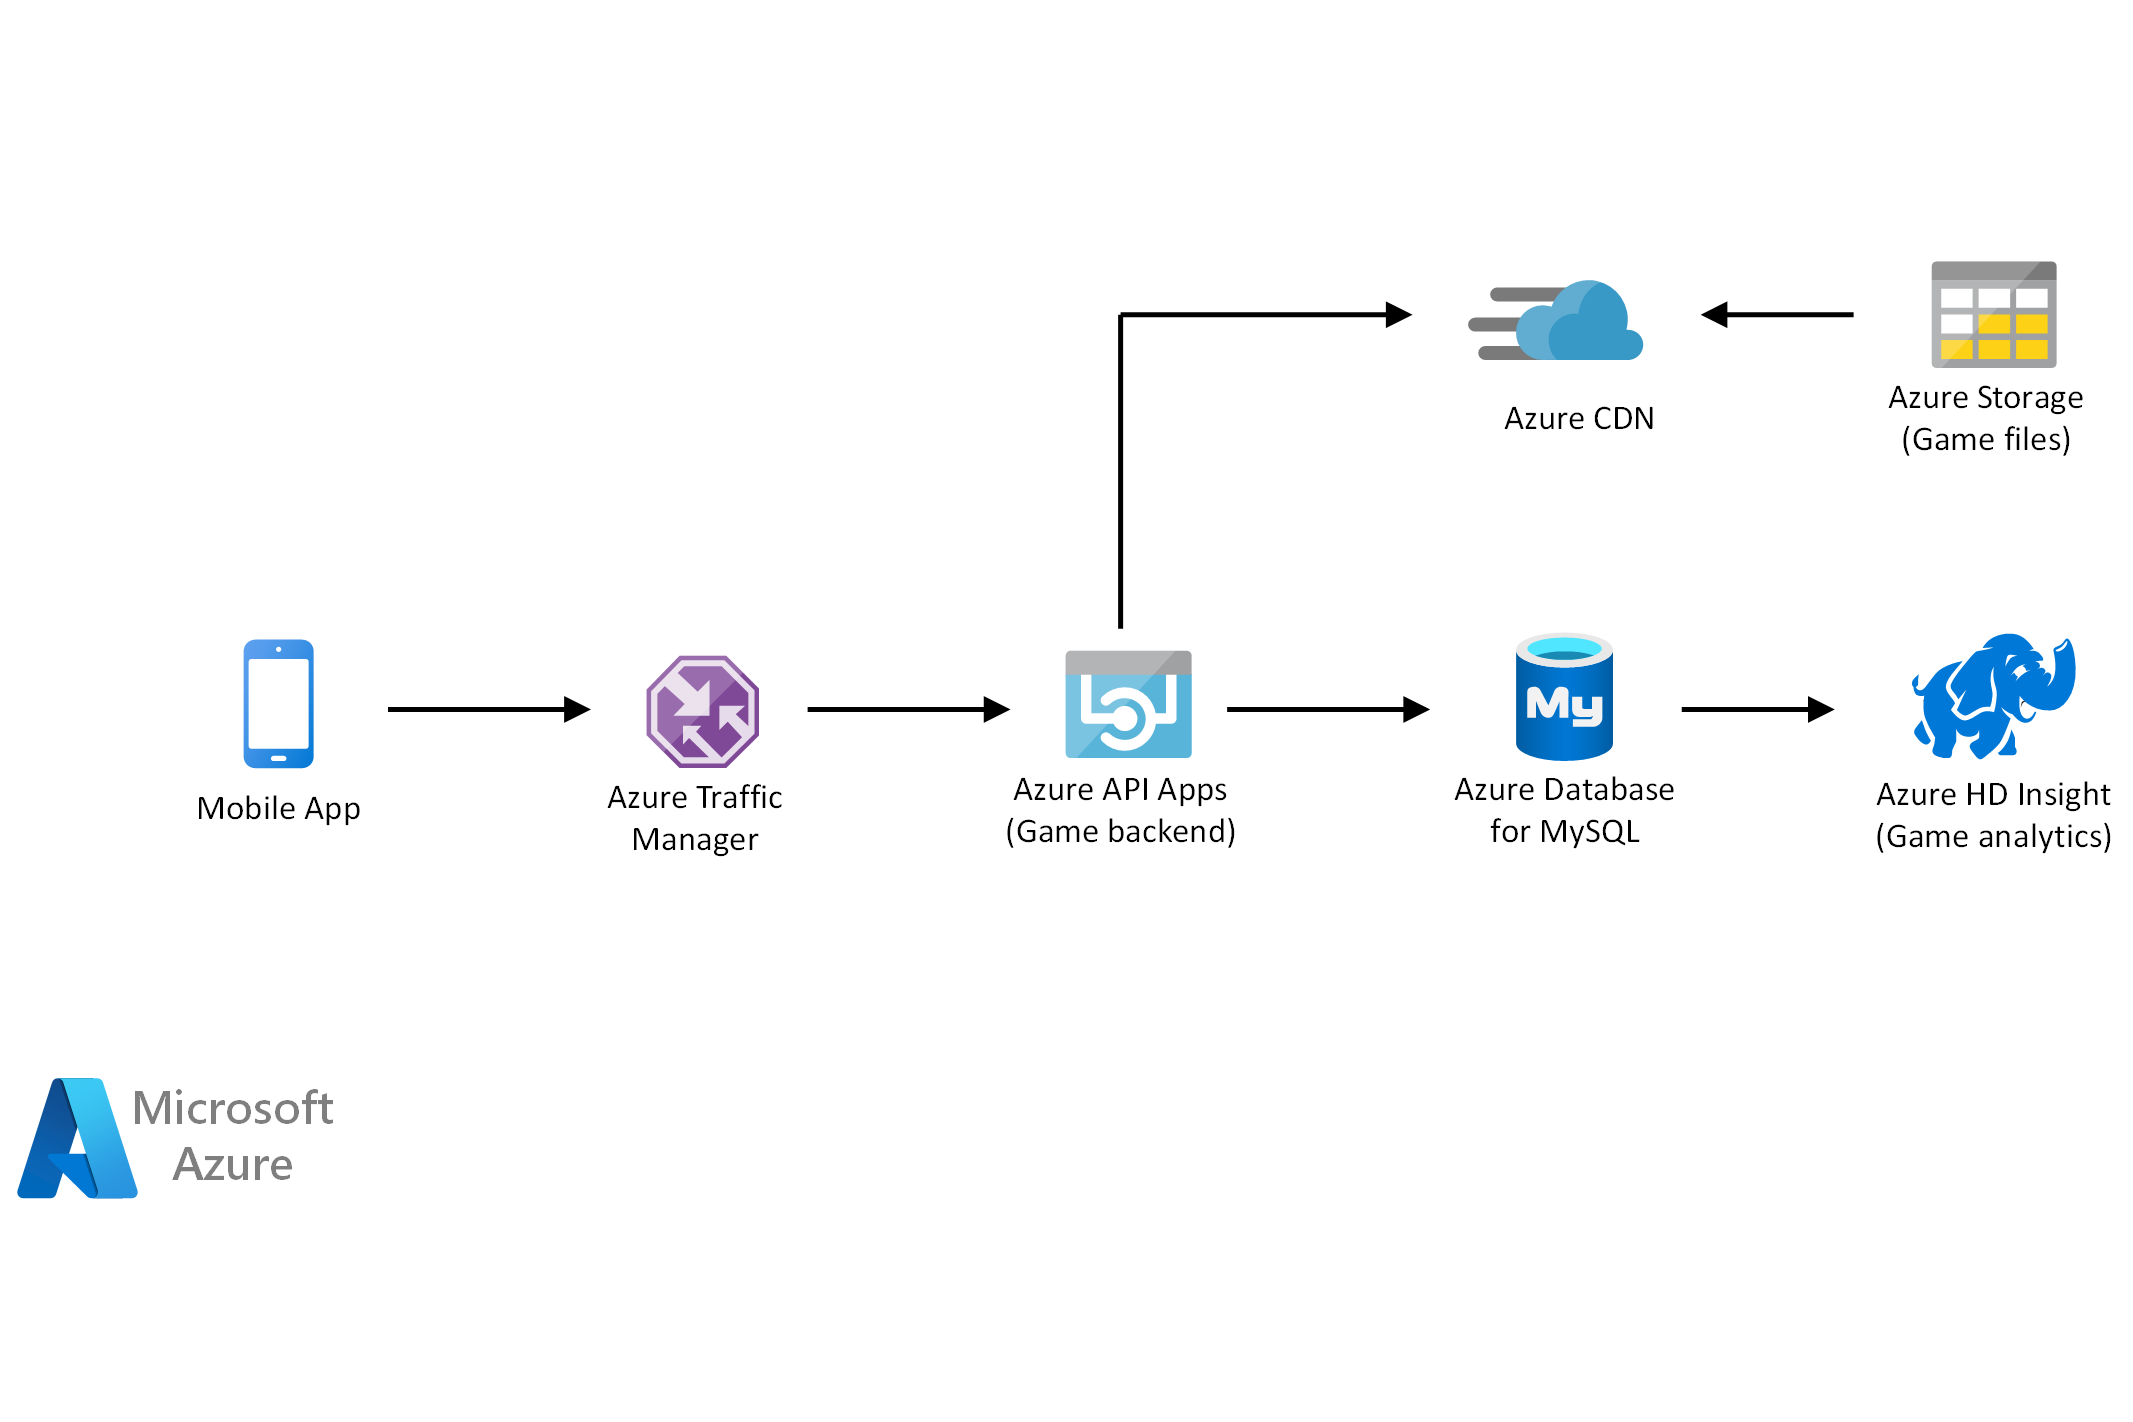 Azure CDN
Azure Storage
(Game files)
Mobile App
Azure Traffic
Manager
Azure API Apps
(Game backend)
My
Azure Database
for MySQL
Azure HD Insight
(Game analytics)
Microsoft
Azure